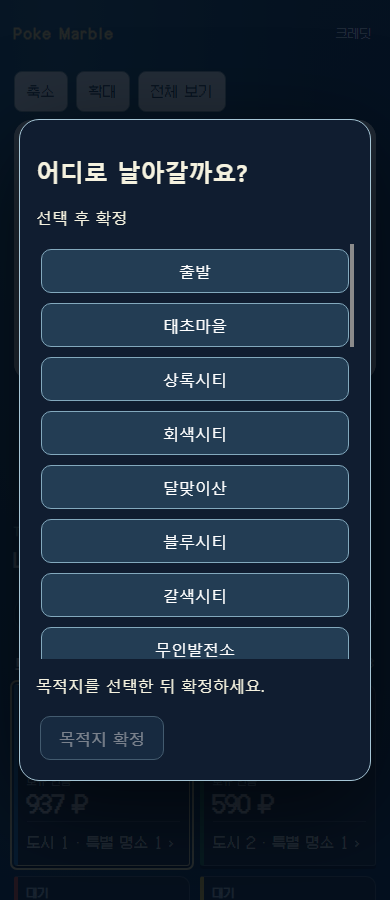 Poke Marble
크레딧
축소
확대
전체 보기
어디로 날아갈까요?
선택 후 확정
출발
태초마을
상록시티
회색시티
달맞이산
블루시티
갈색시티
무인발전소
목적지를 선택한 뒤 확정하세요.
목적지 확정
937 ₽
590 ₽
도시 1 · 특별 명소 1 ›
도시 2 · 특별 명소 1 ›
대기
대기